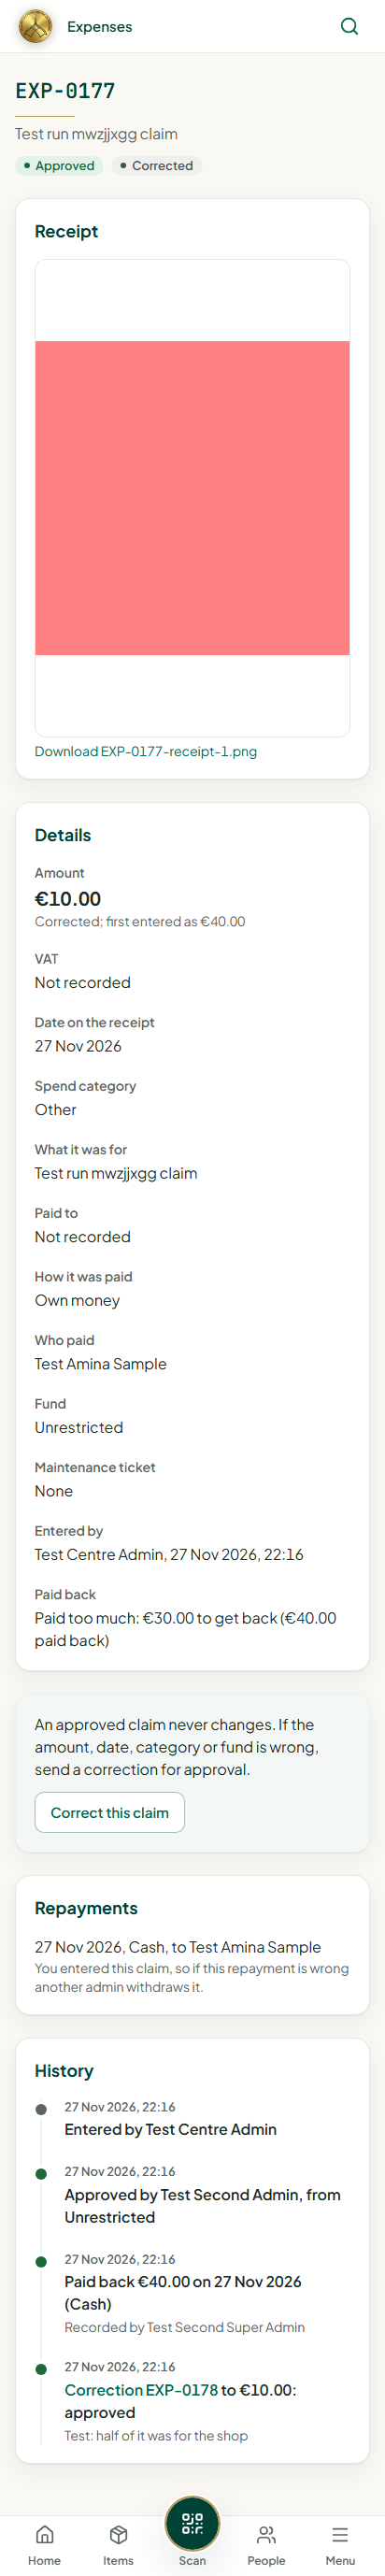 Expenses
EXP-0177
Test run mwzjjxgg claim
Approved
Corrected
Receipt
Download EXP-0177-receipt-1.png
Details
Amount
€10.00
Corrected; first entered as €40.00
VAT
Not recorded
Date on the receipt
27 Nov 2026
Spend category
Other
What it was for
Test run mwzjjxgg claim
Paid to
Not recorded
How it was paid
Own money
Who paid
Test Amina Sample
Fund
Unrestricted
Maintenance ticket
None
Entered by
Test Centre Admin, 27 Nov 2026, 22:16
Paid back
Paid too much: €30.00 to get back (€40.00
paid back)
An approved claim never changes. If the
amount, date, category or fund is wrong,
send a correction for approval.
Correct this claim
Repayments
27 Nov 2026, Cash, to Test Amina Sample
You entered this claim, so if this repayment is wrong
another admin withdraws it.
History
27 Nov 2026, 22:16
Entered by Test Centre Admin
27 Nov 2026, 22:16
Approved by Test Second Admin, from
Unrestricted
27 Nov 2026, 22:16
Paid back €40.00 on 27 Nov 2026
(Cash)
Recorded by Test Second Super Admin
27 Nov 2026, 22:16
Correction EXP-0178 to €10.00:
approved
Test: half of it was for the shop
Home
Items
Scan
People
Menu